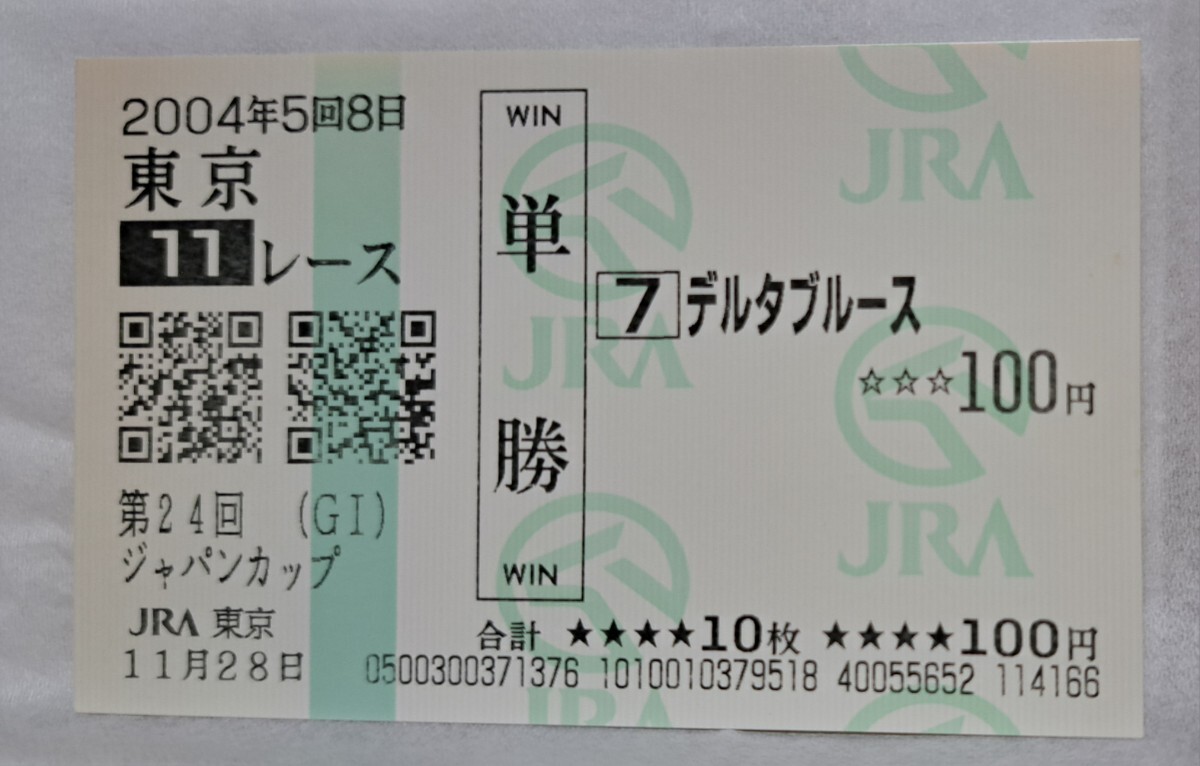 2004年5回8日
東京
11レース
第24回 (GI)
ジャパンカップ
JRA 東京
11月28日
WIN
単勝
WIN
7 デルタブルース
☆☆☆100円
合計 ★★★★10枚 ★★★★100円
0500300371376 1010010379518 40055652 114166
JRA
JRA
JRA
JRA